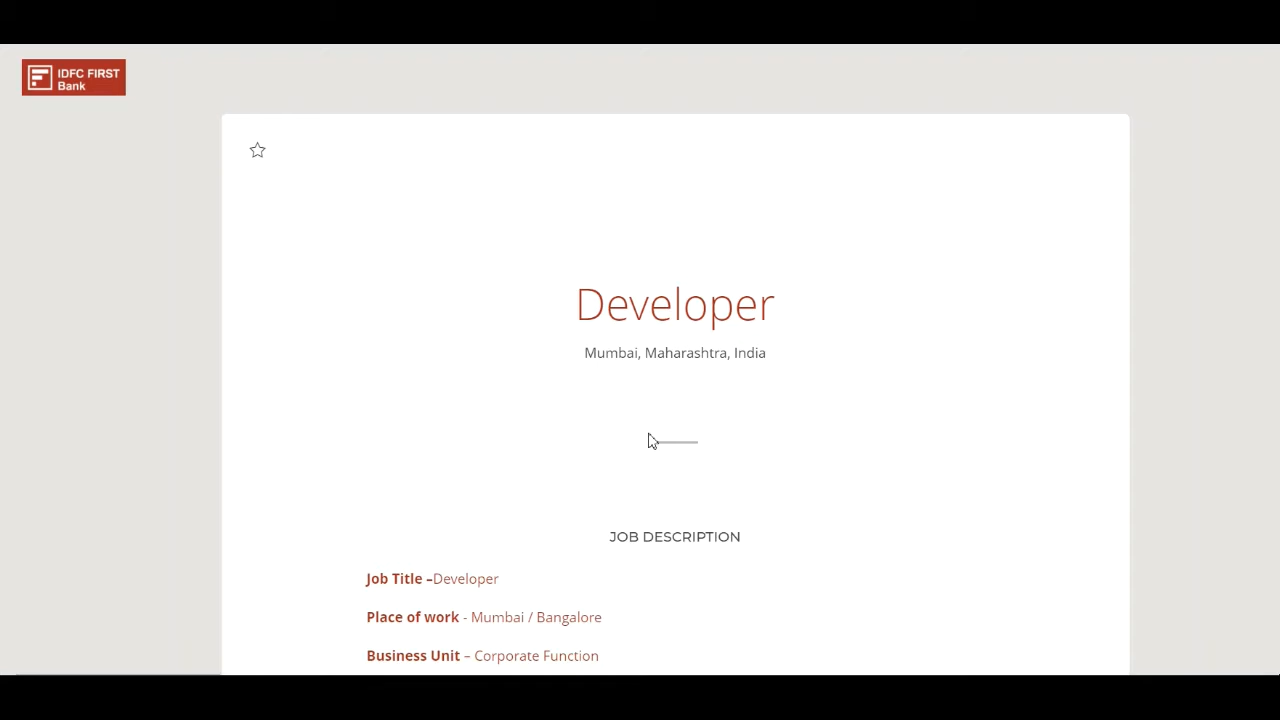 IDFC FIRST
Bank
Developer
Mumbai, Maharashtra, India
JOB DESCRIPTION
Job Title –Developer
Place of work - Mumbai / Bangalore
Business Unit – Corporate Function